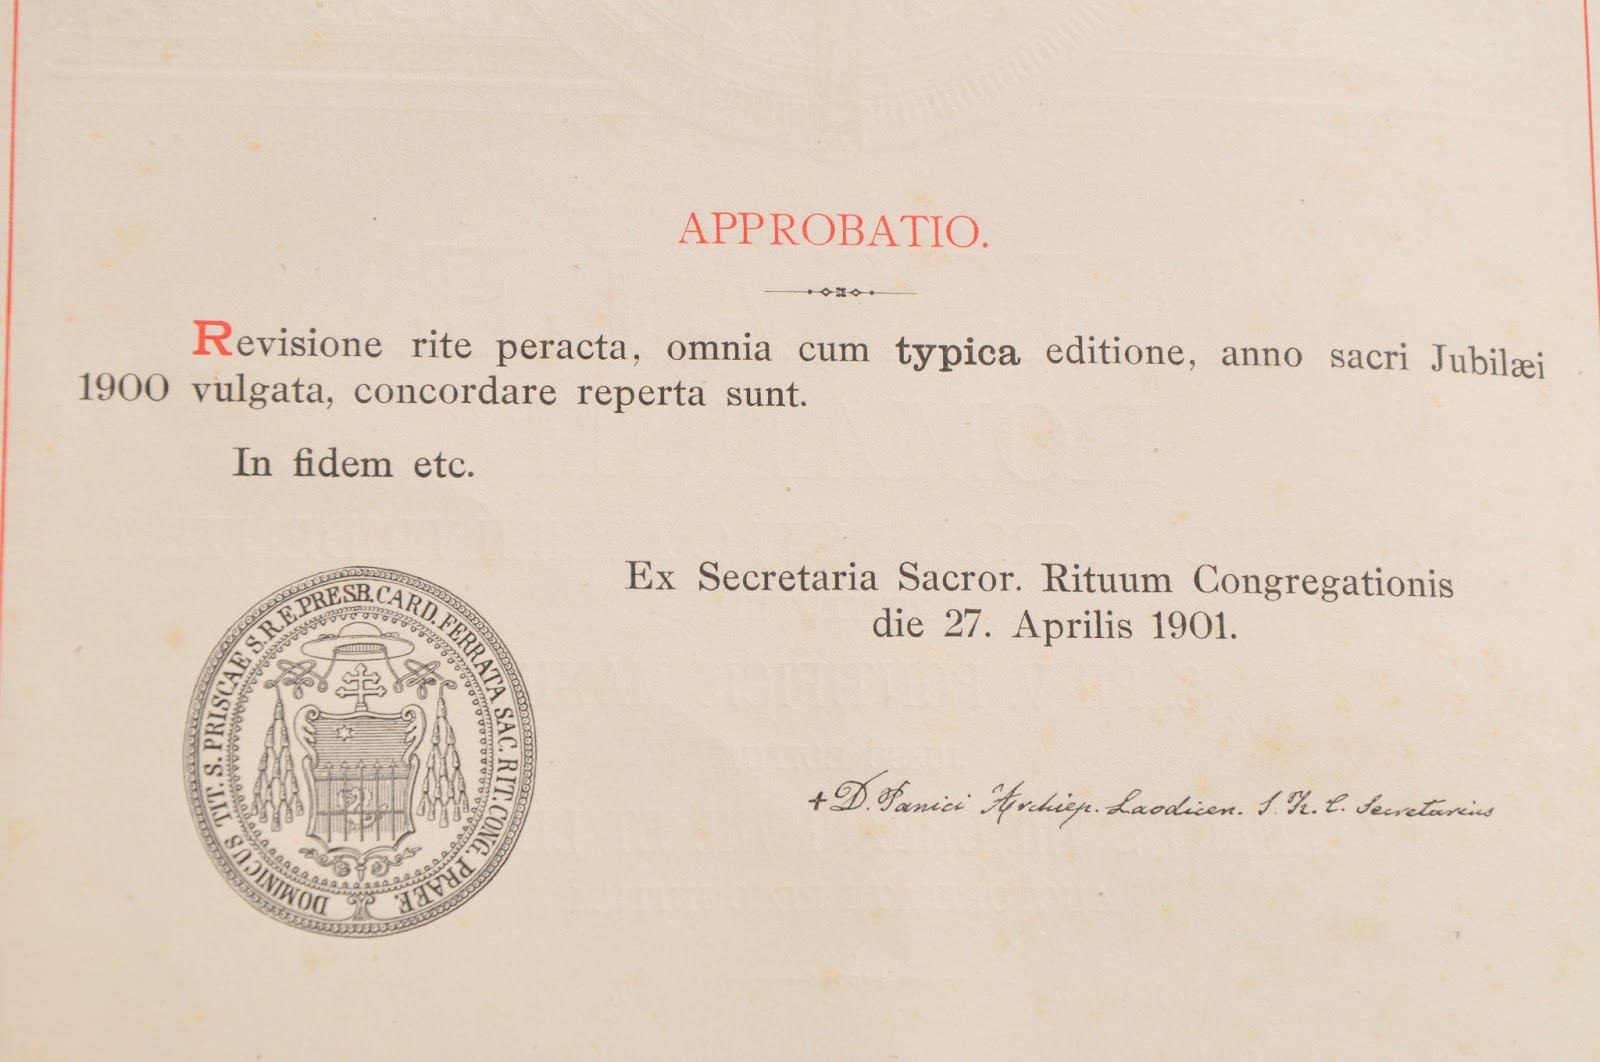 APPROBATIO.
Revisione rite peracta, omnia cum typica editione, anno sacri Jubilæi
1900 vulgata, concordare reperta sunt.
In fidem etc.
Ex Secretaria Sacror. Rituum Congregationis
die 27. Aprilis 1901.
DOMINICUS TIT. S. PRISCAE S. R. E. PRESB. CARD. FERRATA SAC. RIT. CONG. PRAEF.
+ D. Panici Archiep. Laodicen. S. R. C. Secretarius